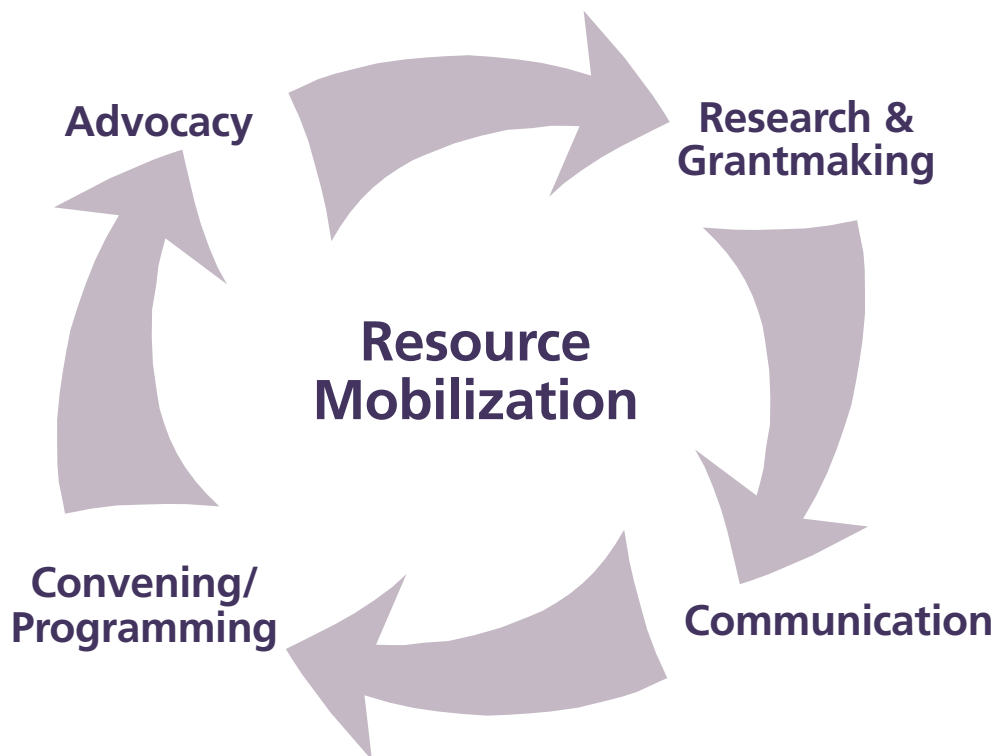 Advocacy
Research &
Grantmaking
Resource
Mobilization
Convening/
Programming
Communication